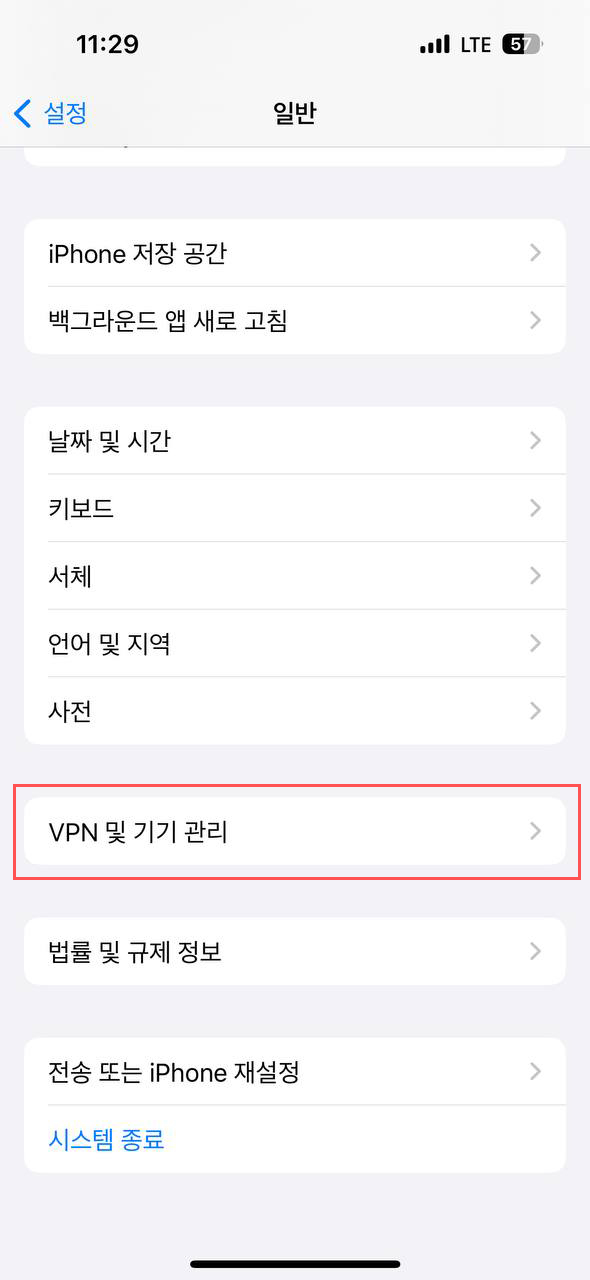 11:29
LTE 57
설정
일반
iPhone 저장 공간
백그라운드 앱 새로 고침
날짜 및 시간
키보드
서체
언어 및 지역
사전
VPN 및 기기 관리
법률 및 규제 정보
전송 또는 iPhone 재설정
시스템 종료